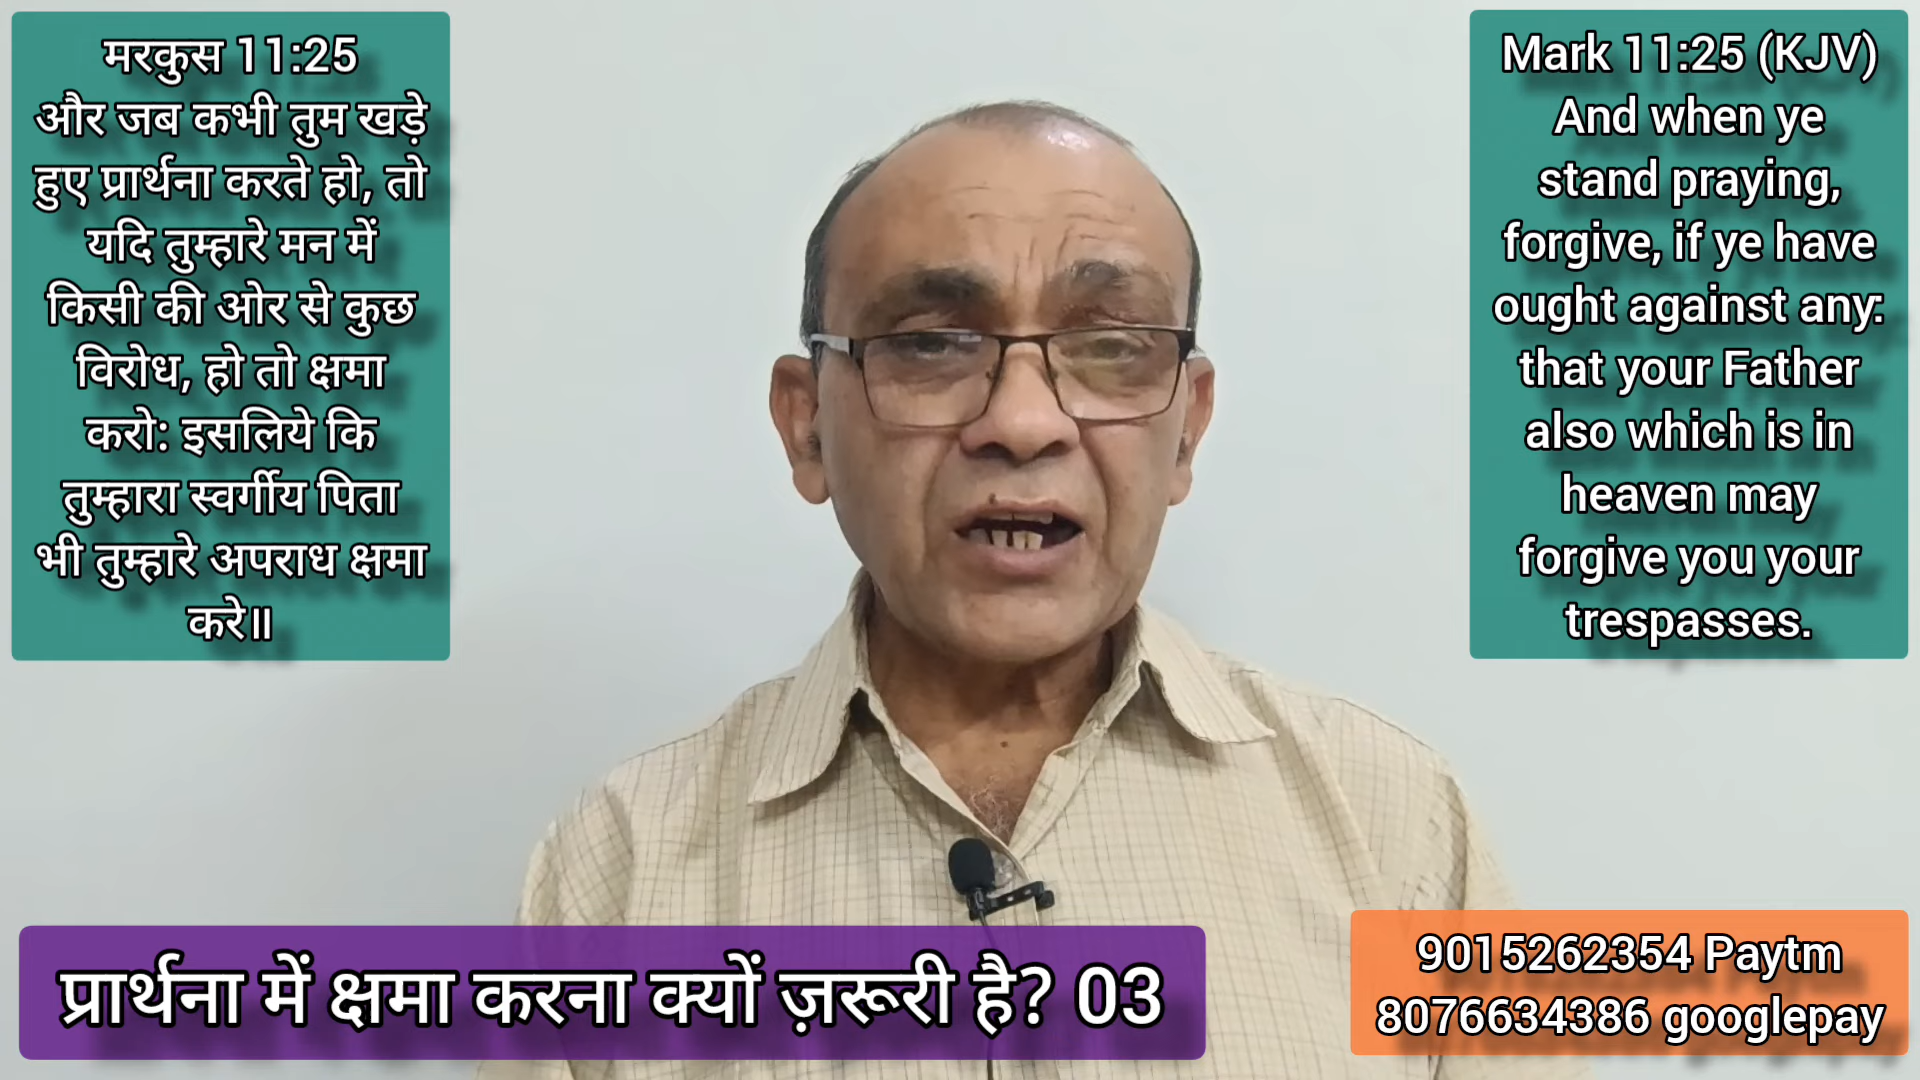 मरकुस 11:25
और जब कभी तुम खड़े
हुए प्रार्थना करते हो, तो
यदि तुम्हारे मन में
किसी की ओर से कुछ
विरोध, हो तो क्षमा
करो: इसलिये कि
तुम्हारा स्वर्गीय पिता
भी तुम्हारे अपराध क्षमा
करे॥
Mark 11:25 (KJV)
And when ye
stand praying,
forgive, if ye have
ought against any:
that your Father
also which is in
heaven may
forgive you your
trespasses.
प्रार्थना में क्षमा करना क्यों ज़रूरी है? 03
9015262354 Paytm
8076634386 googlepay